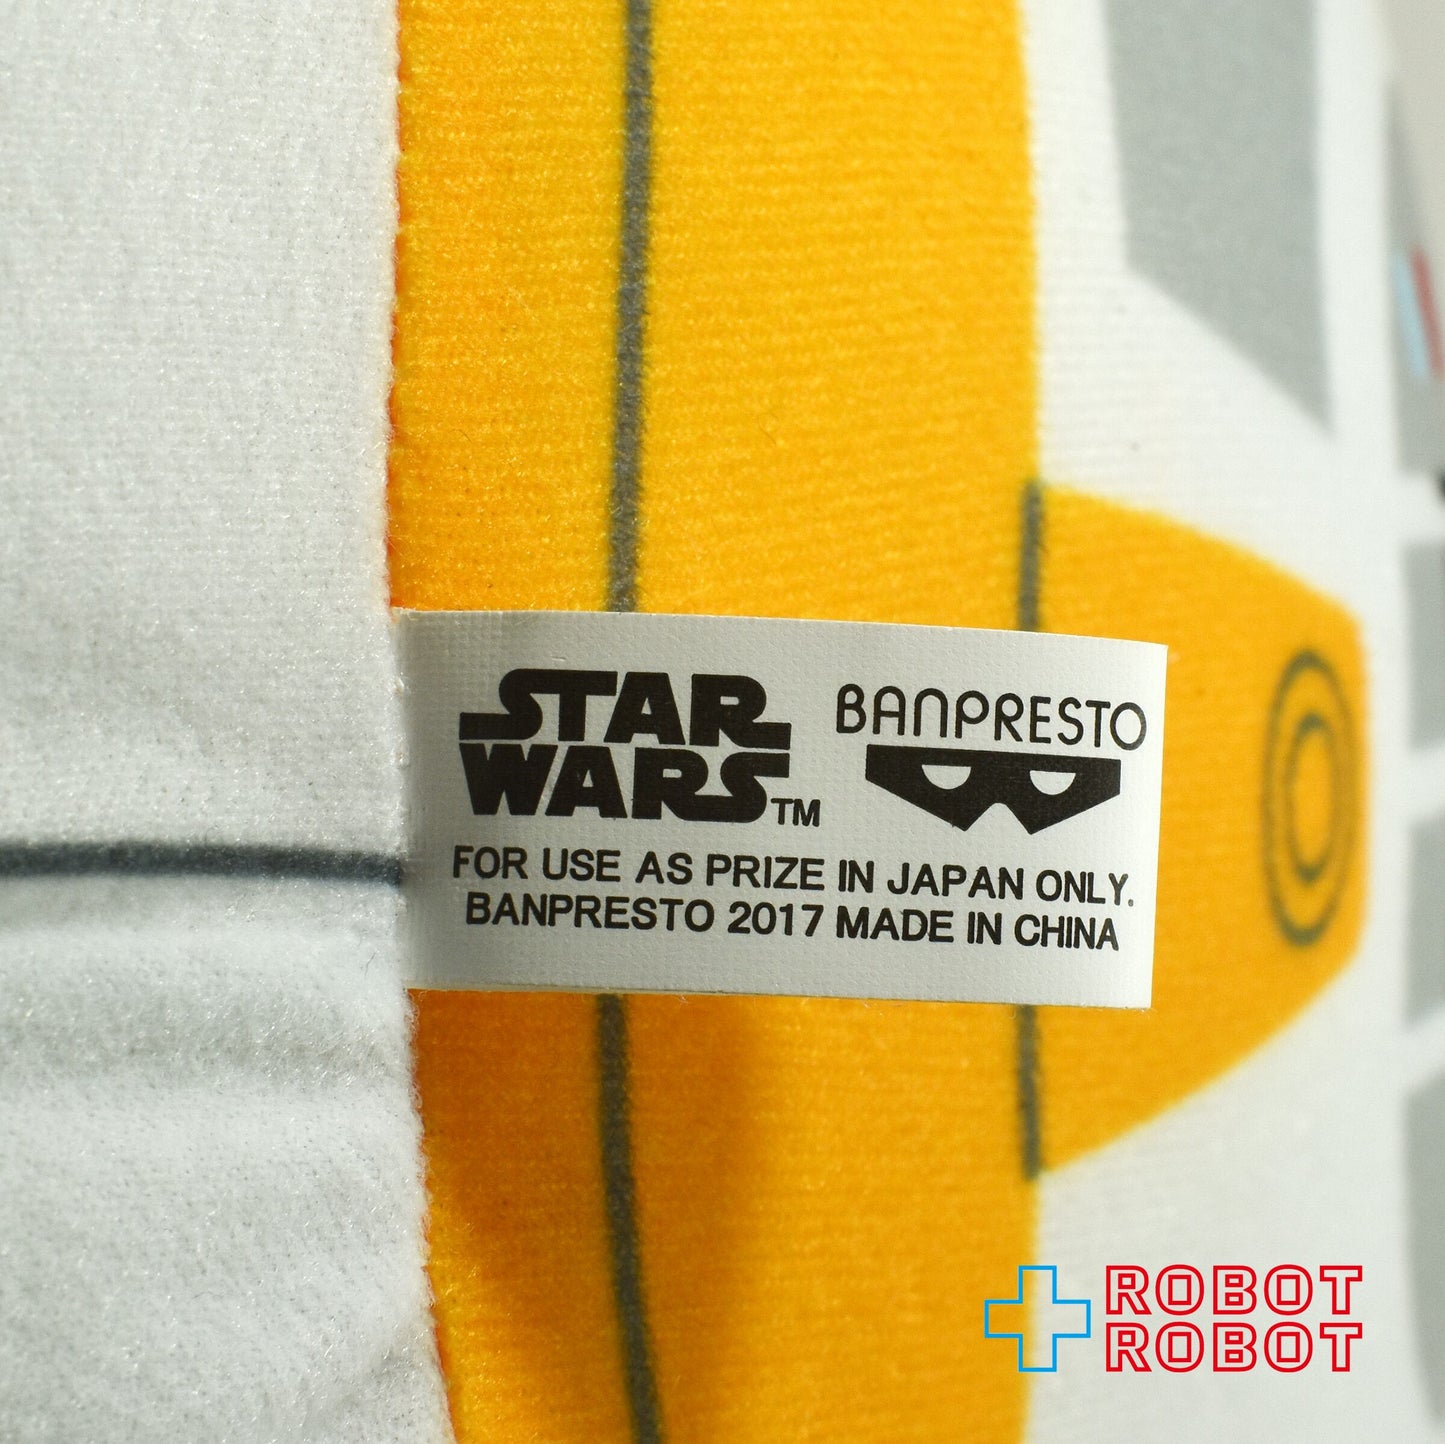 STAR
WARS TM
BANPRESTO
FOR USE AS PRIZE IN JAPAN ONLY.
BANPRESTO 2017 MADE IN CHINA
ROBOT
ROBOT